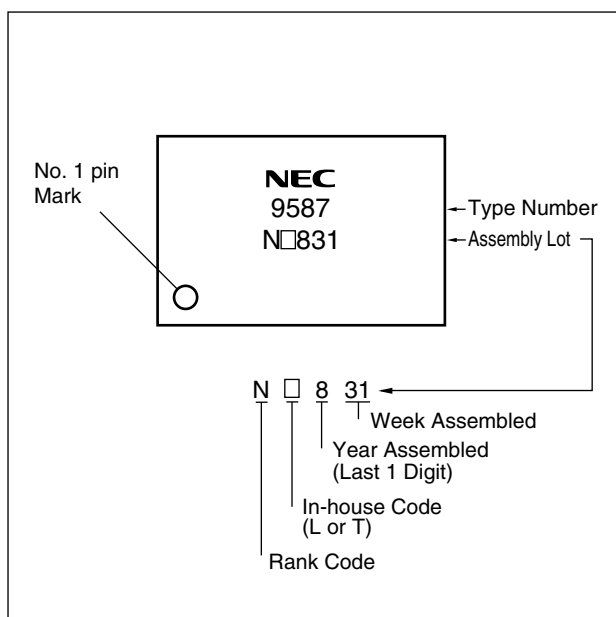 No. 1 pin
Mark
NEC
9587
N□831
Type Number
Assembly Lot
N □ 8 31
Week Assembled
Year Assembled
(Last 1 Digit)
In-house Code
(L or T)
Rank Code